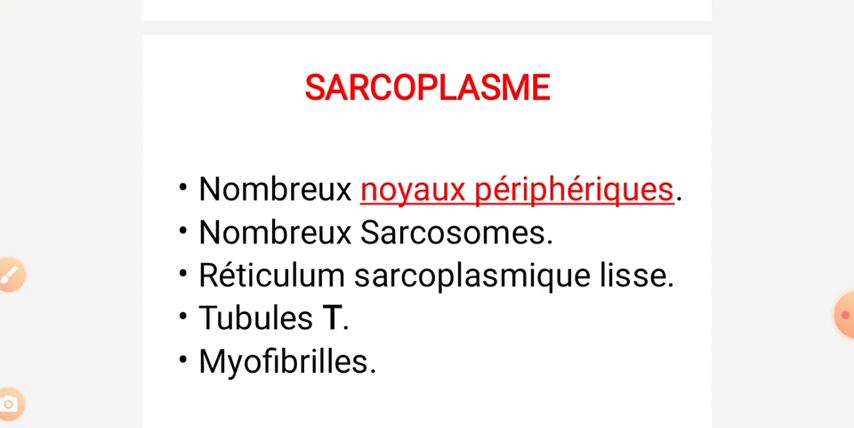 SARCOPLASME
• Nombreux noyaux périphériques.
• Nombreux Sarcosomes.
• Réticulum sarcoplasmique lisse.
• Tubules T.
• Myofibrilles.